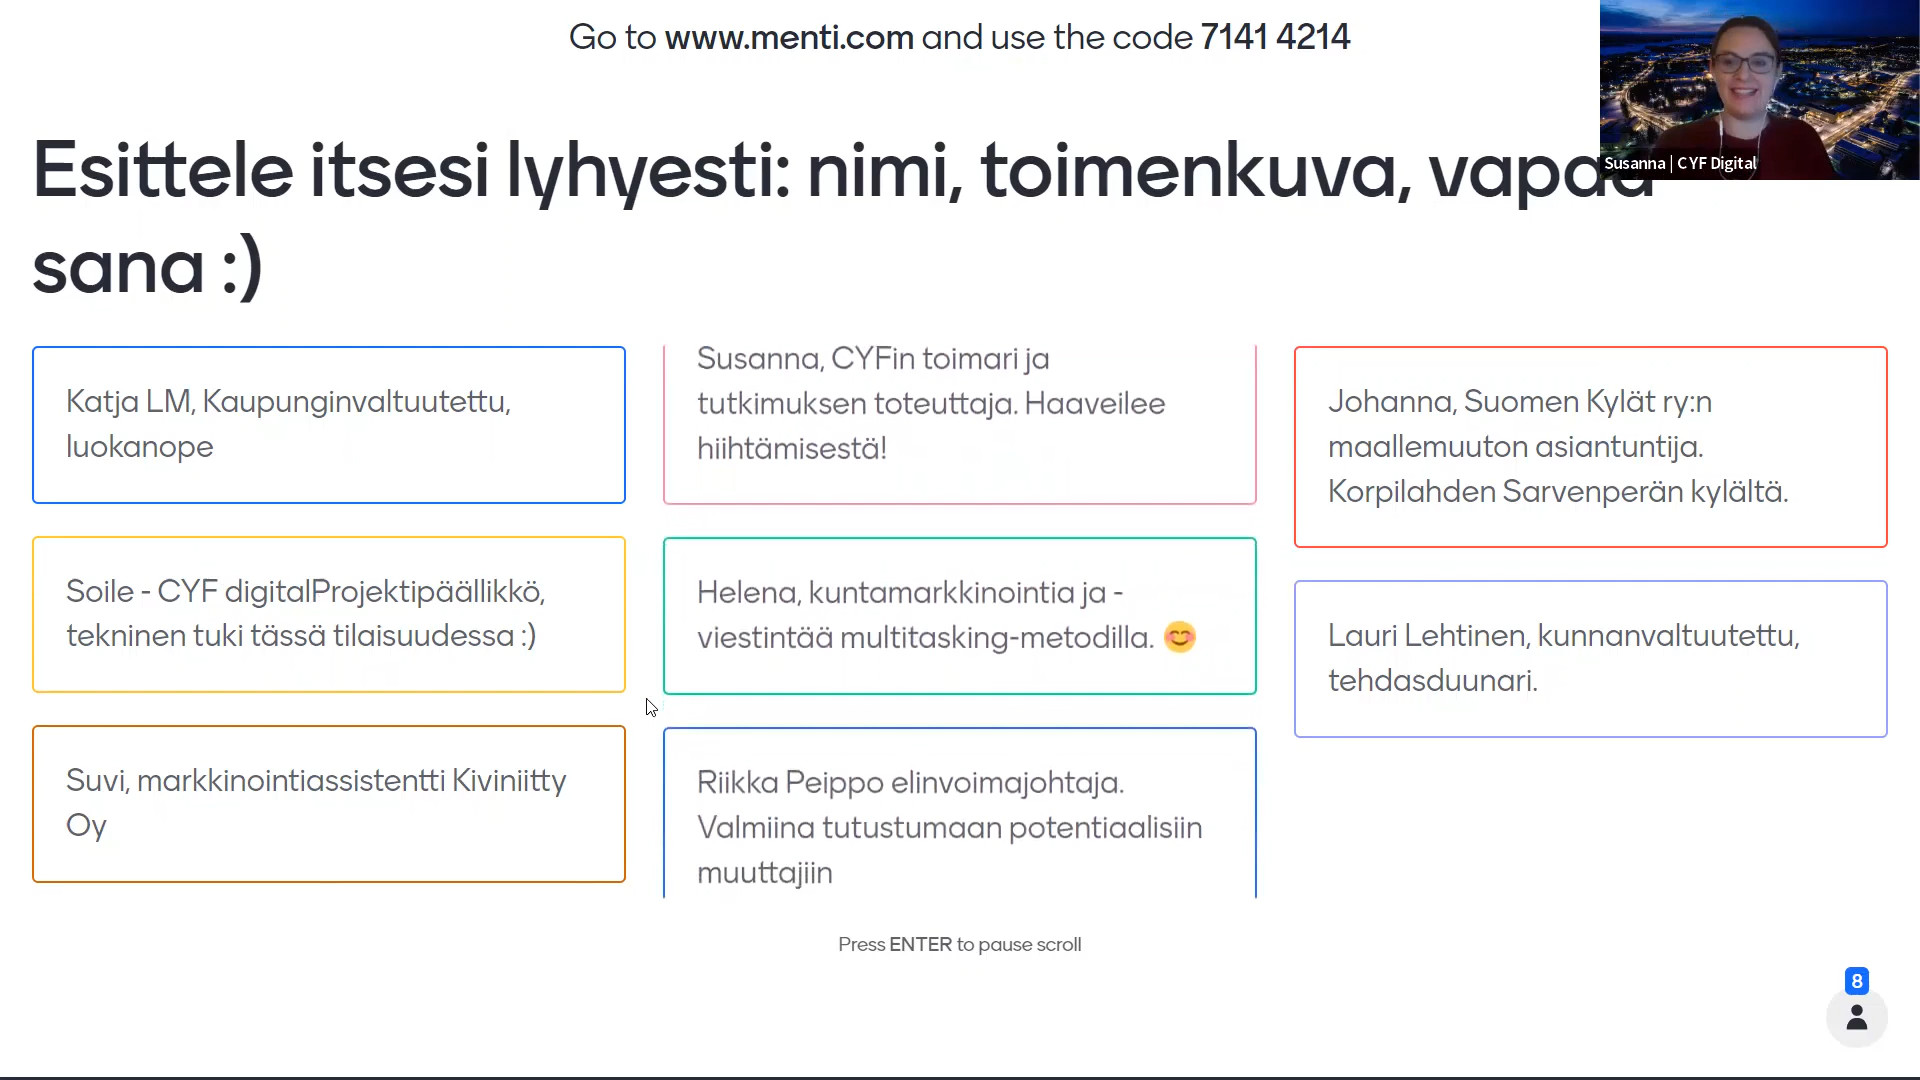 Go to www.menti.com and use the code 7141 4214
Susanna | CYF Digital
Esittele itsesi lyhyesti: nimi, toimenkuva, vapaa
sana :)
Katja LM, Kaupunginvaltuutettu,
luokanope
Soile - CYF digitalProjektipäällikkö,
tekninen tuki tässä tilaisuudessa :)
Suvi, markkinointiassistentti Kiviniitty
Oy
Susanna, CYFin toimari ja
tutkimuksen toteuttaja. Haaveilee
hiihtämisestä!
Helena, kuntamarkkinointia ja -
viestintää multitasking-metodilla. 😊
Riikka Peippo elinvoimajohtaja.
Valmiina tutustumaan potentiaalisiin
muuttajiin
Johanna, Suomen Kylät ry:n
maallemuuton asiantuntija.
Korpilahden Sarvenperän kylältä.
Lauri Lehtinen, kunnanvaltuutettu,
tehdasduunari.
Press ENTER to pause scroll
8